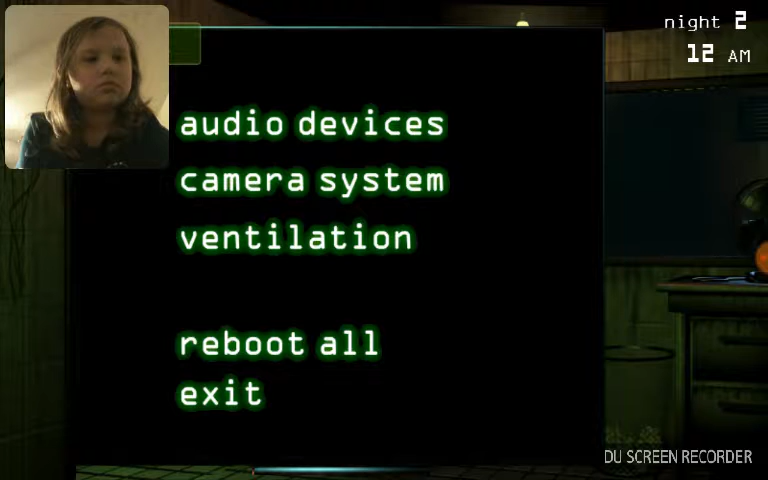 night 2
12 AM
audio devices
camera system
ventilation
reboot all
exit
DU SCREEN RECORDER